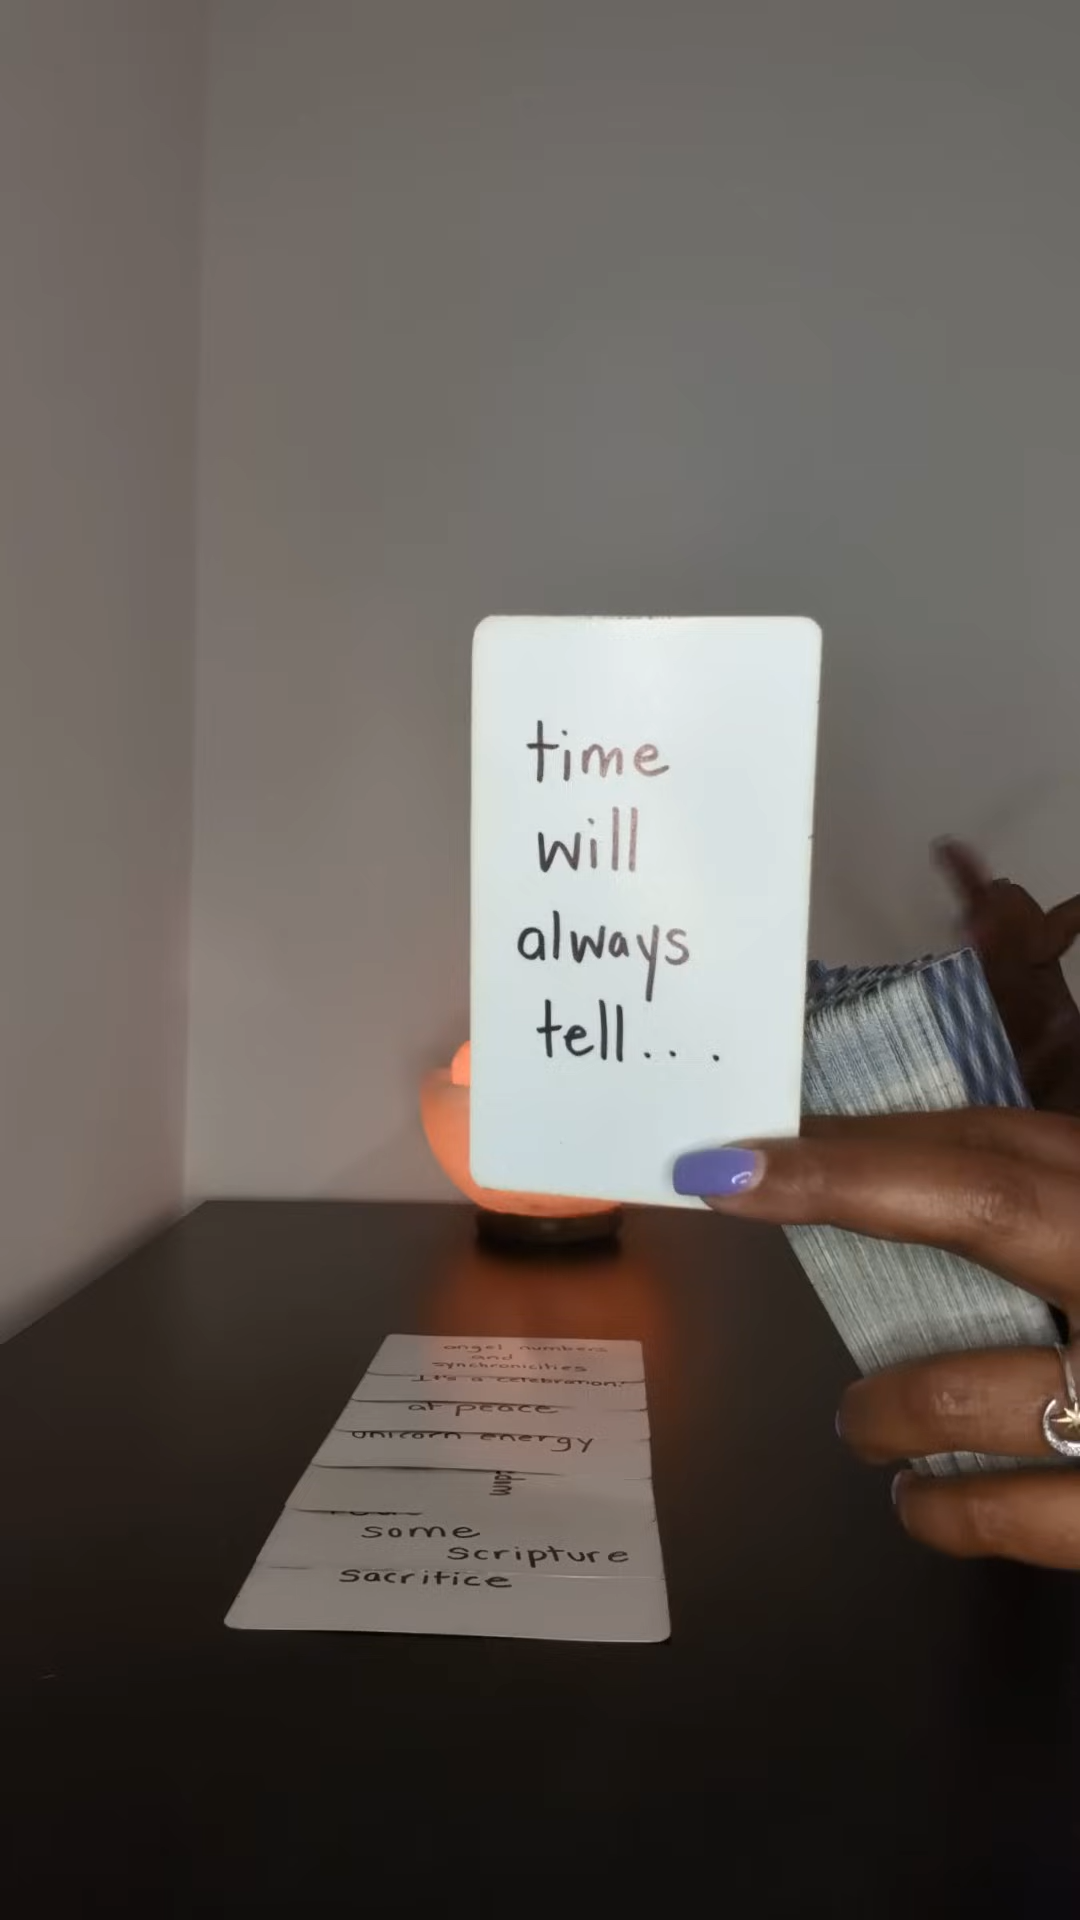 time
will
always
tell...
angel numbers
and
synchronicities
It's a celebration!
at peace
unicorn energy
some
scripture
sacrifice